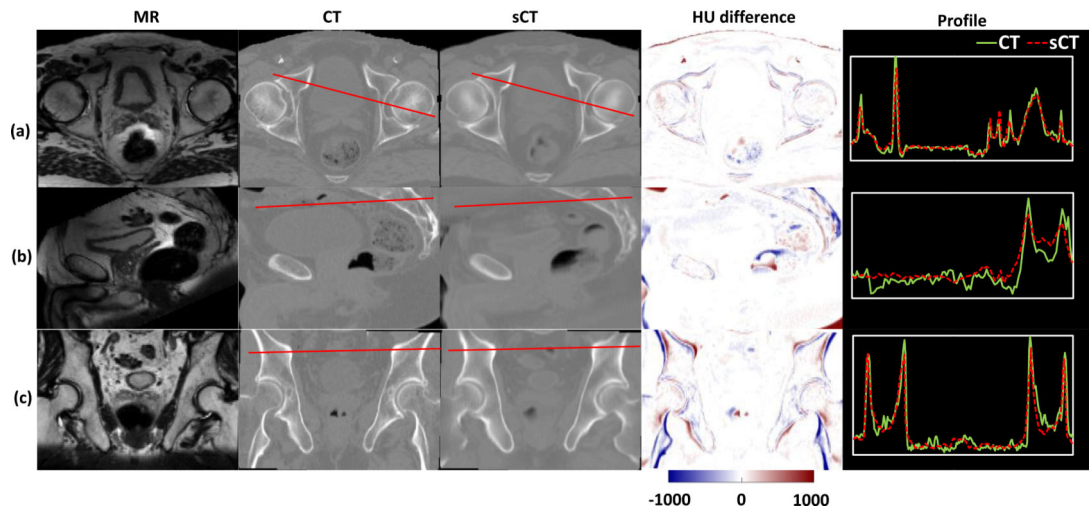 MR CT sCT HU difference Profile
CT sCT
(a)
(b)
(c)
-1000 0 1000